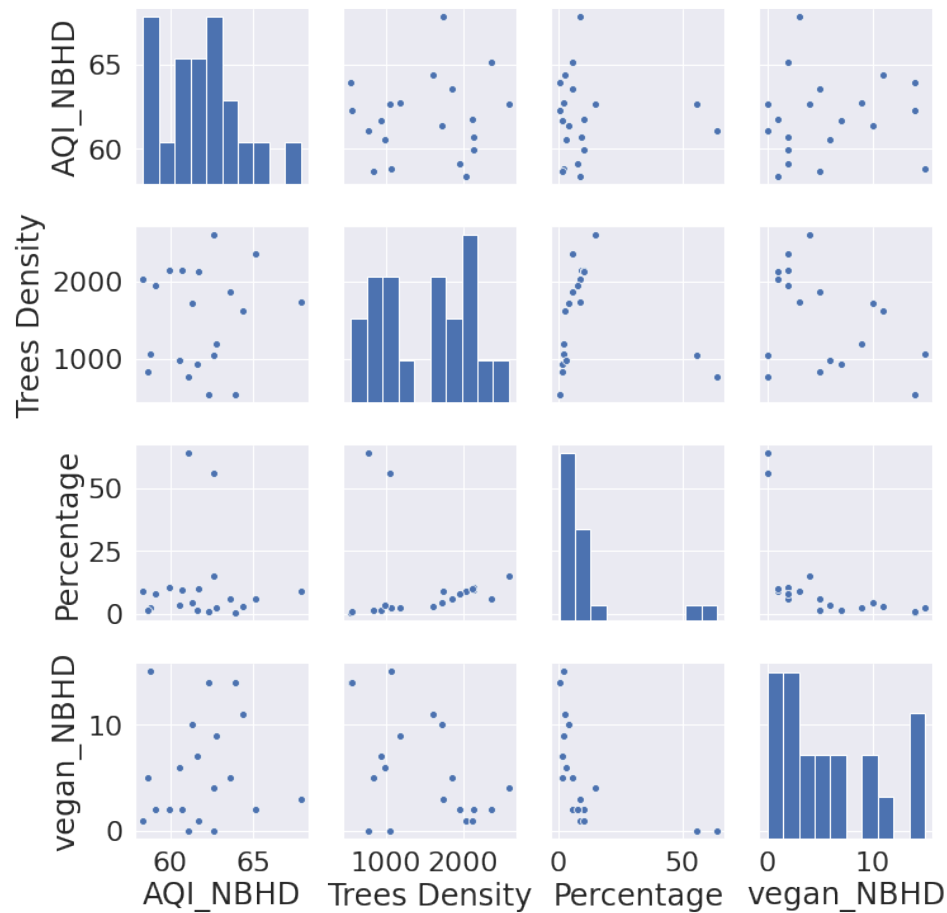 AQI_NBHD
65
60
Trees Density
2000
1000
Percentage
50
25
0
vegan_NBHD
10
0
60 65 1000 2000 0 50 0 10
AQI_NBHD Trees Density Percentage vegan_NBHD